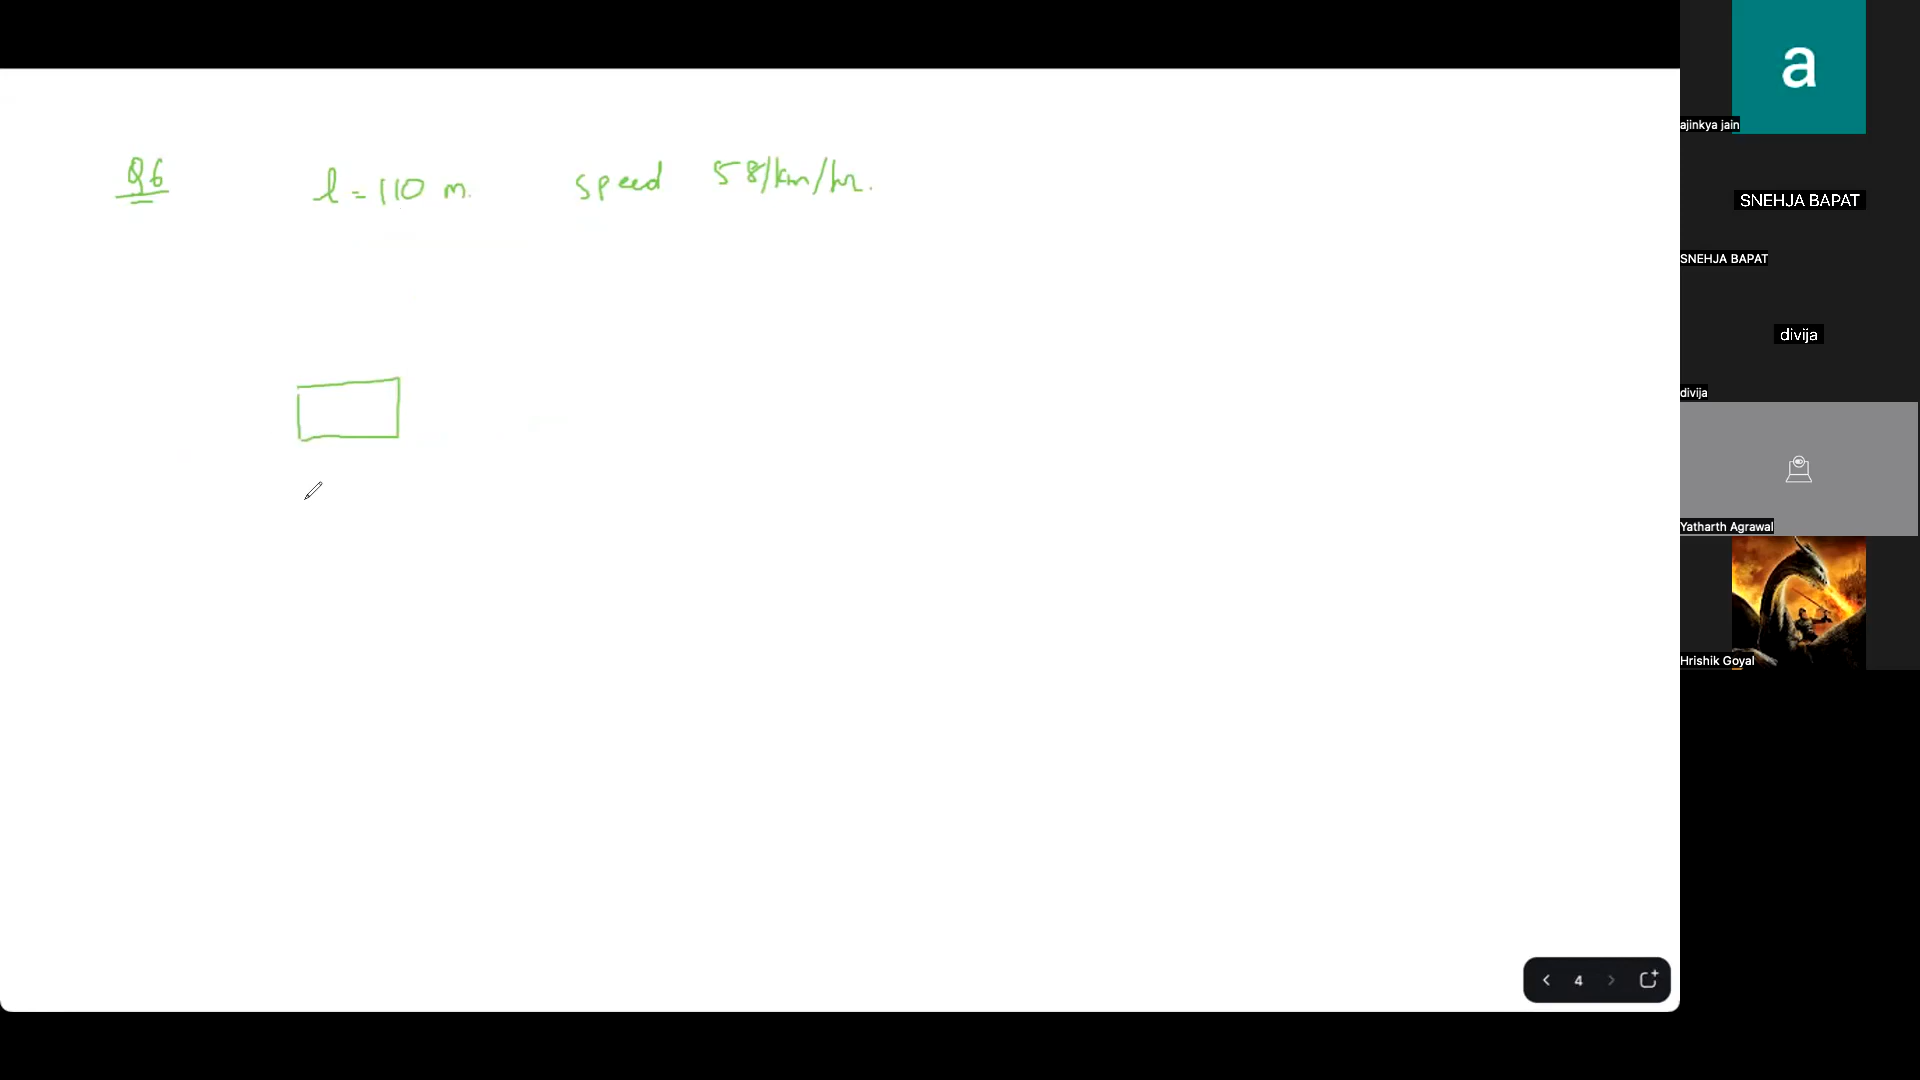 Q6 l = 110 m. speed 58/km/hr.
a
ajinkya jain
SNEHJA BAPAT
SNEHJA BAPAT
divija
divija
Yatharth Agrawal
Hrishik Goyal
4